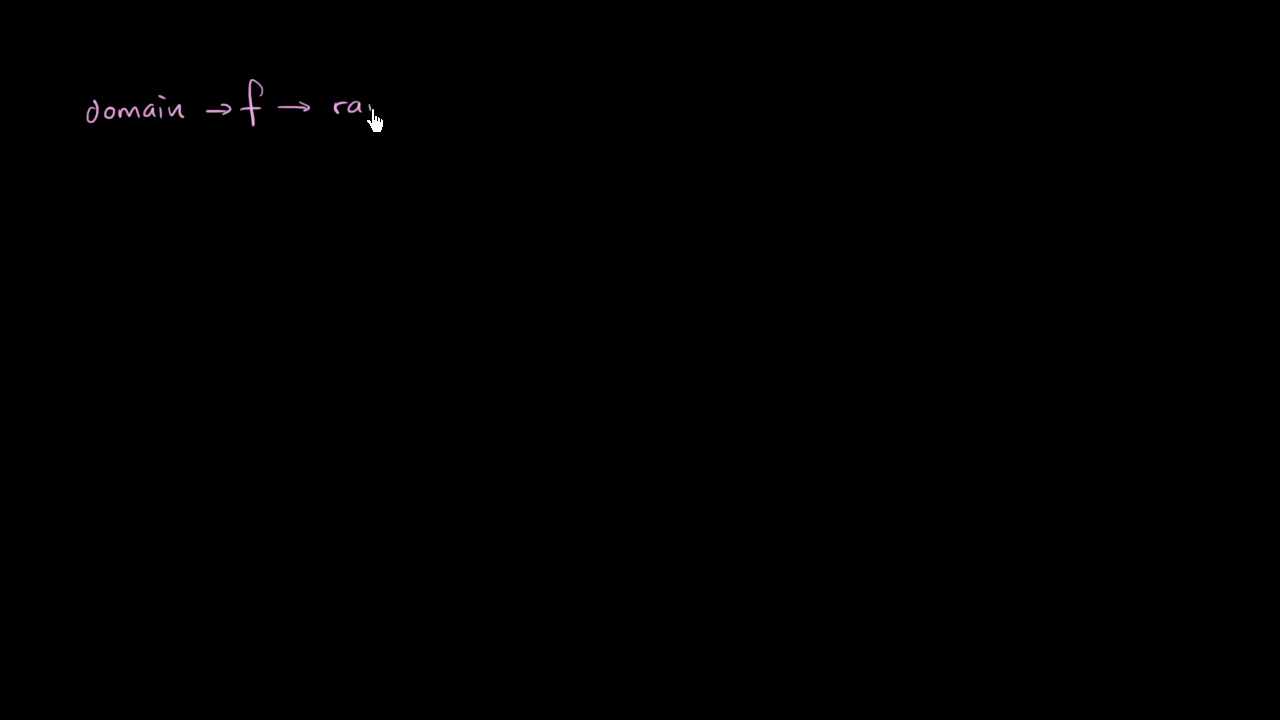 domain → f → ra